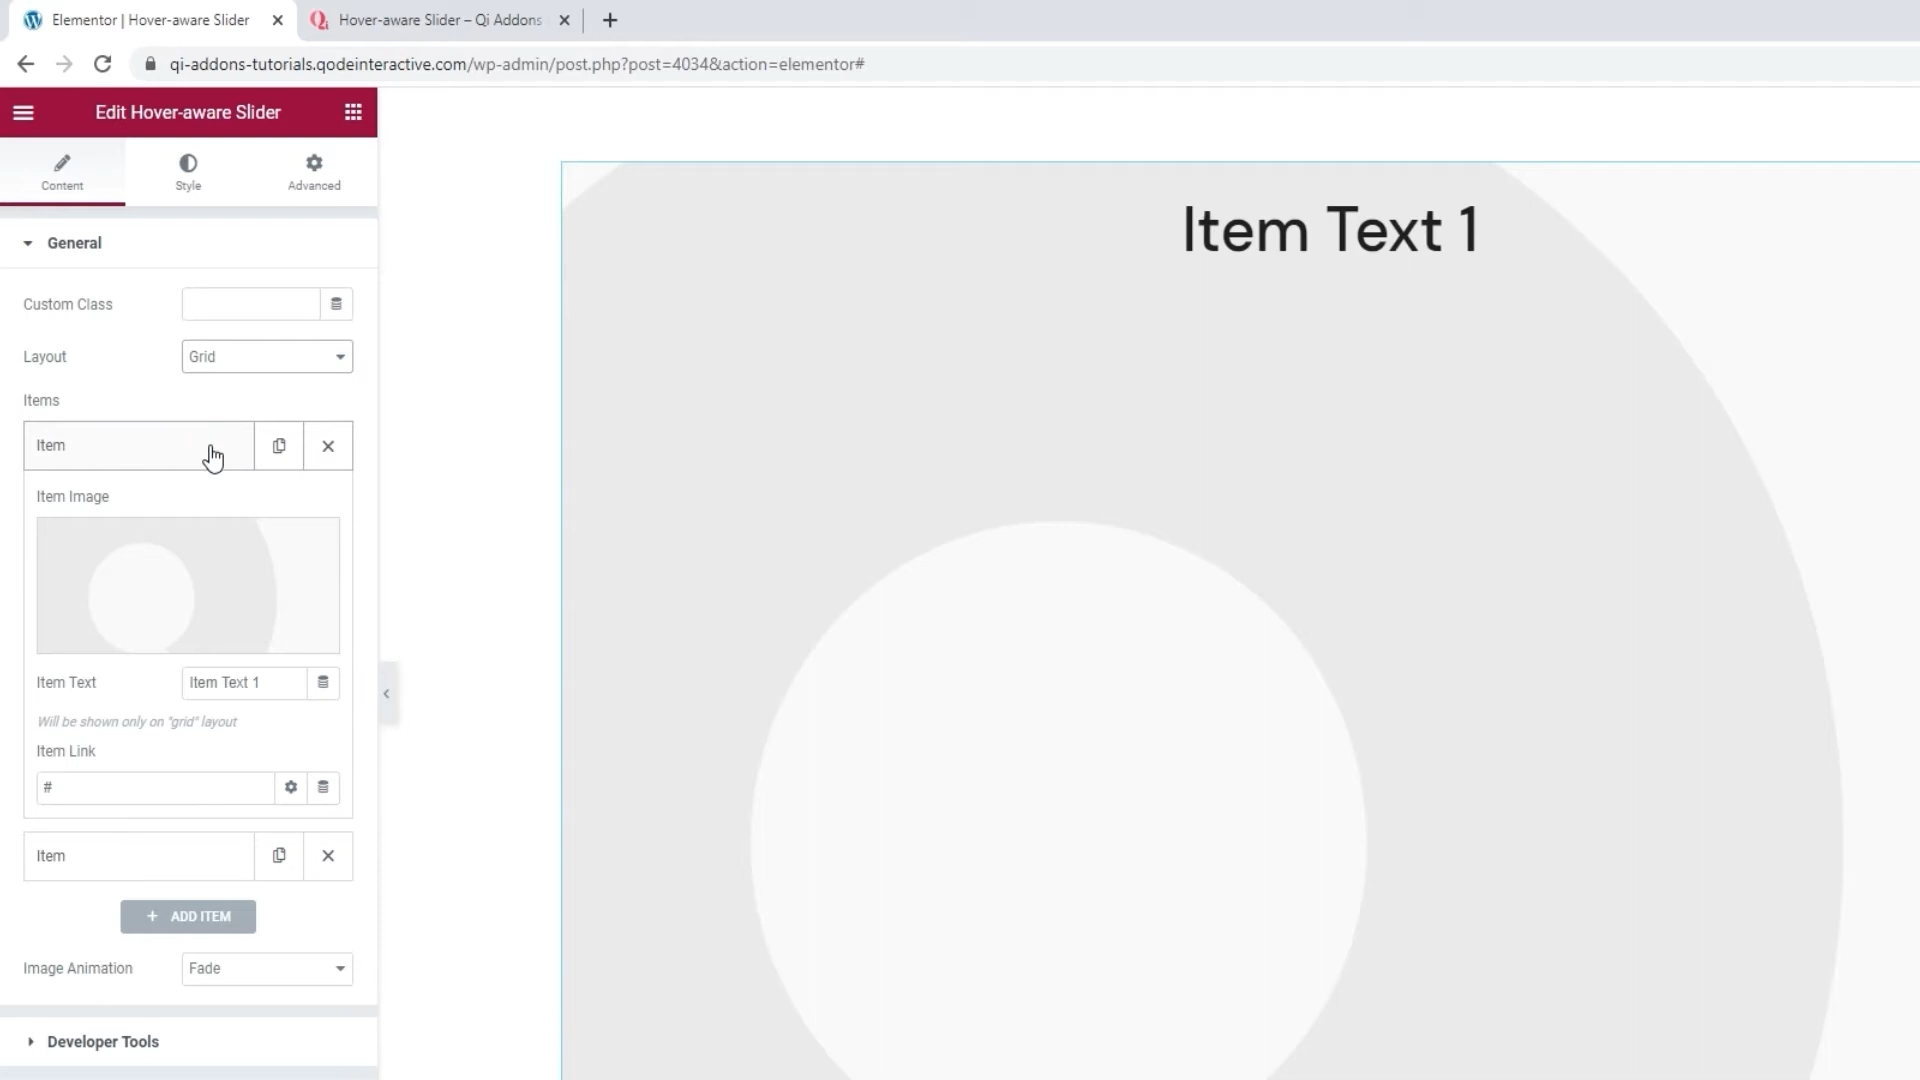 Elementor | Hover-aware Slider
Hover-aware Slider – Qi Addons
qi-addons-tutorials.qodeinteractive.com/wp-admin/post.php?post=4034&action=elementor#
Edit Hover-aware Slider
Content
Style
Advanced
General
Custom Class
Layout
Grid
Items
Item
Item Image
Item Text
Item Text 1
Will be shown only on "grid" layout
Item Link
#
Item
+ ADD ITEM
Image Animation
Fade
Developer Tools
Item Text 1